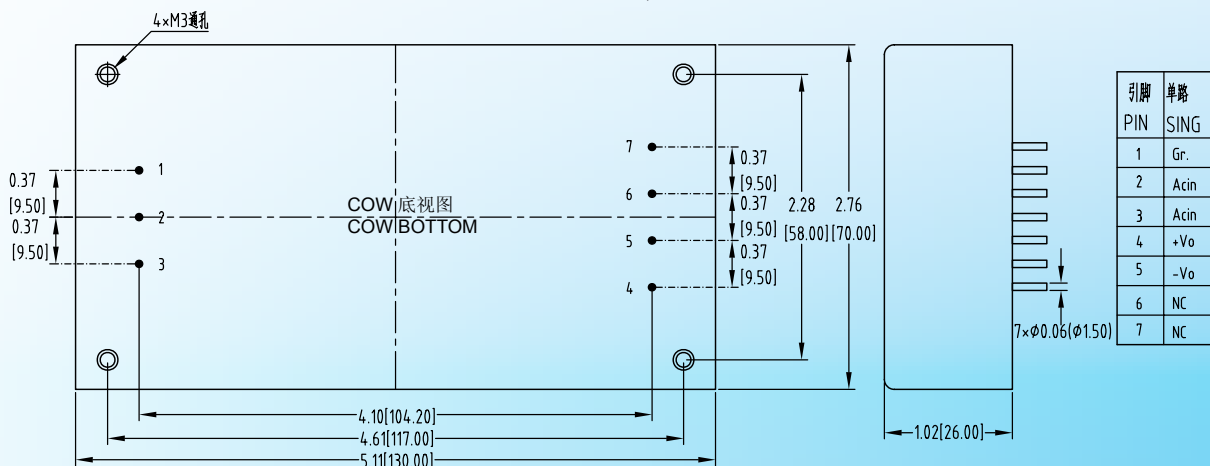 4×M3通孔
1
2
3
0.37
[9.50]
0.37
[9.50]
COW 底视图
COW BOTTOM
7
6
5
4
0.37
[9.50]
0.37
[9.50]
0.37
[9.50]
2.28
[58.00]
2.76
[70.00]
4.10[104.20]
4.61[117.00]
5.11[130.00]
7×φ0.06(φ1.50)
1.02[26.00]
引脚 单路
PIN SING
1 Gr.
2 Acin
3 Acin
4 +Vo
5 -Vo
6 NC
7 NC